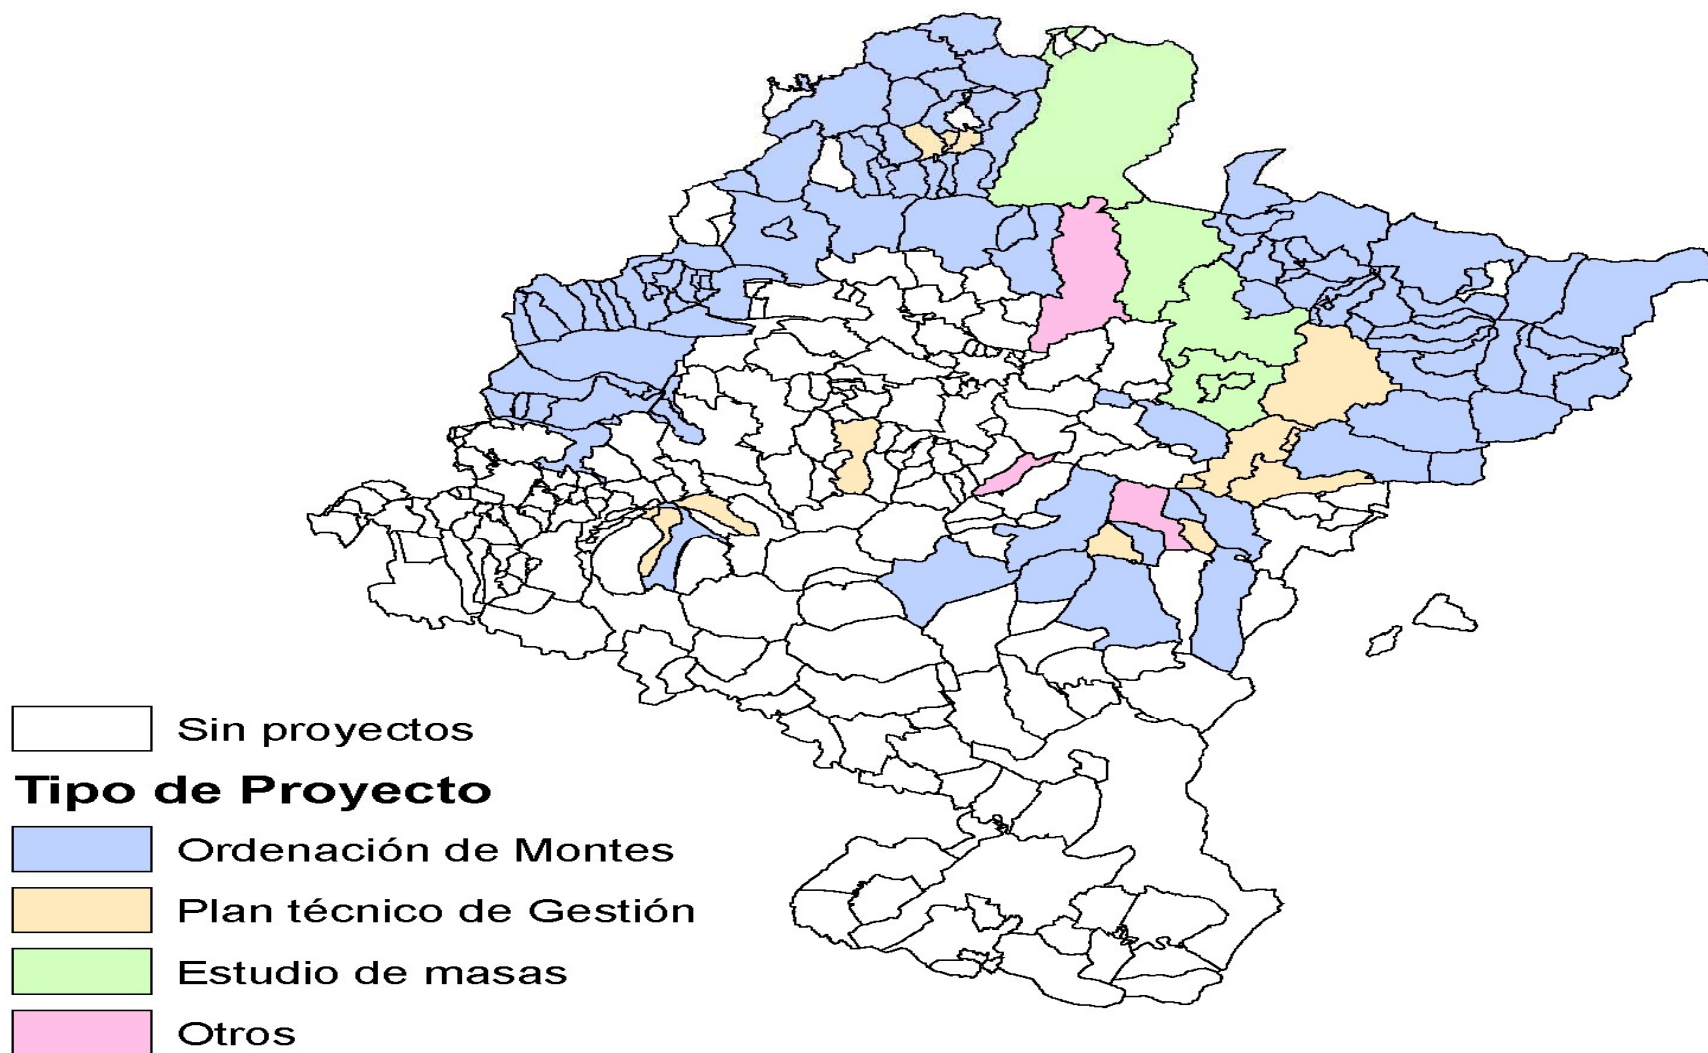 Sin proyectos
Tipo de Proyecto
Ordenación de Montes
Plan técnico de Gestión
Estudio de masas
Otros